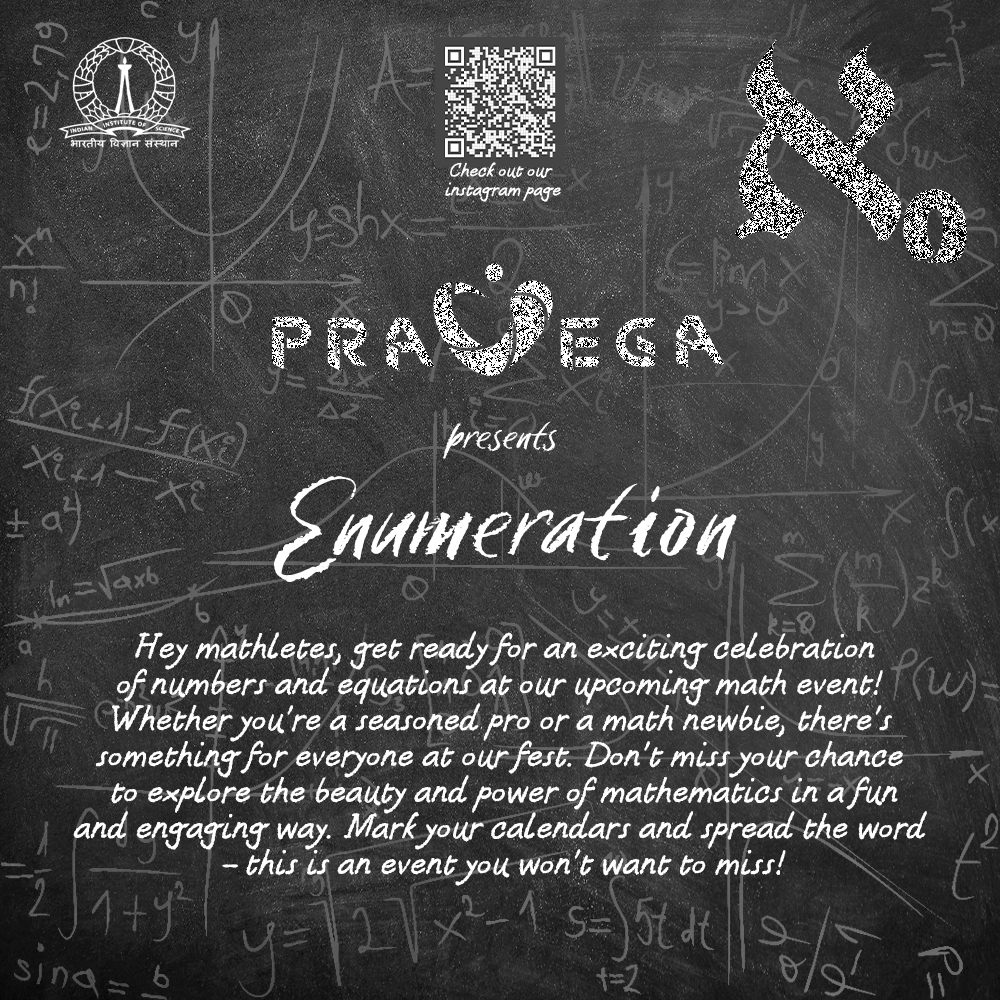 INDIAN INSTITUTE OF SCIENCE
भारतीय विज्ञान संस्थान
Check out our
instagram page
ℵ0
PRAVEGA
presents
Enumeration
Hey mathletes, get ready for an exciting celebration
of numbers and equations at our upcoming math event!
Whether you're a seasoned pro or a math newbie, there's
something for everyone at our fest. Don't miss your chance
to explore the beauty and power of mathematics in a fun
and engaging way. Mark your calendars and spread the word
– this is an event you won't want to miss!